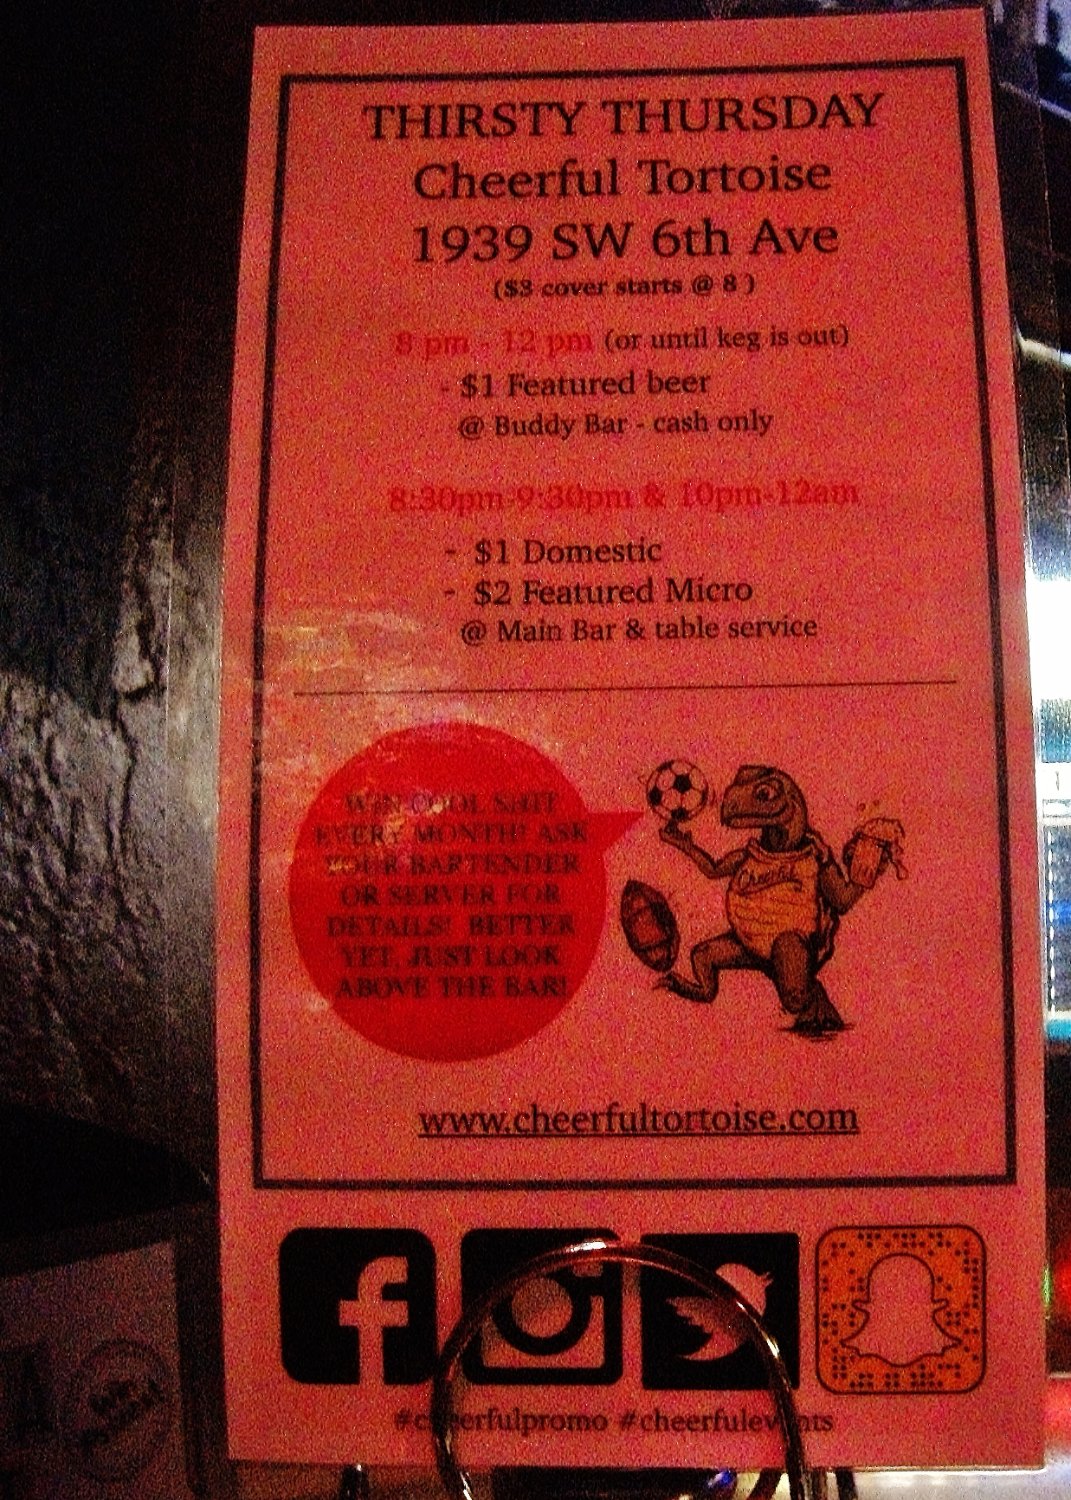 THIRSTY THURSDAY
Cheerful Tortoise
1939 SW 6th Ave
($3 cover starts @ 8 )
8 pm - 12 pm (or until keg is out)
- $1 Featured beer
@ Buddy Bar - cash only
8:30pm-9:30pm & 10pm-12am
- $1 Domestic
- $2 Featured Micro
@ Main Bar & table service
WIN COOL SHIT
EVERY MONTH! ASK
YOUR BARTENDER
OR SERVER FOR
DETAILS! BETTER
YET, JUST LOOK
ABOVE THE BAR!
www.cheerfultortoise.com
#cheerfulpromo #cheerfulevents